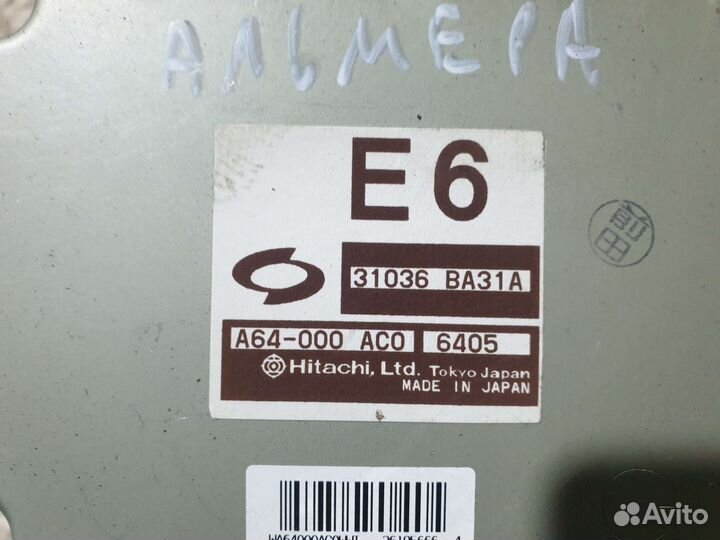 АЛЬМЕРА
E6
31036 BA31A
A64-000 AC0 6405
Hitachi, Ltd. Tokyo Japan
MADE IN JAPAN
Avito